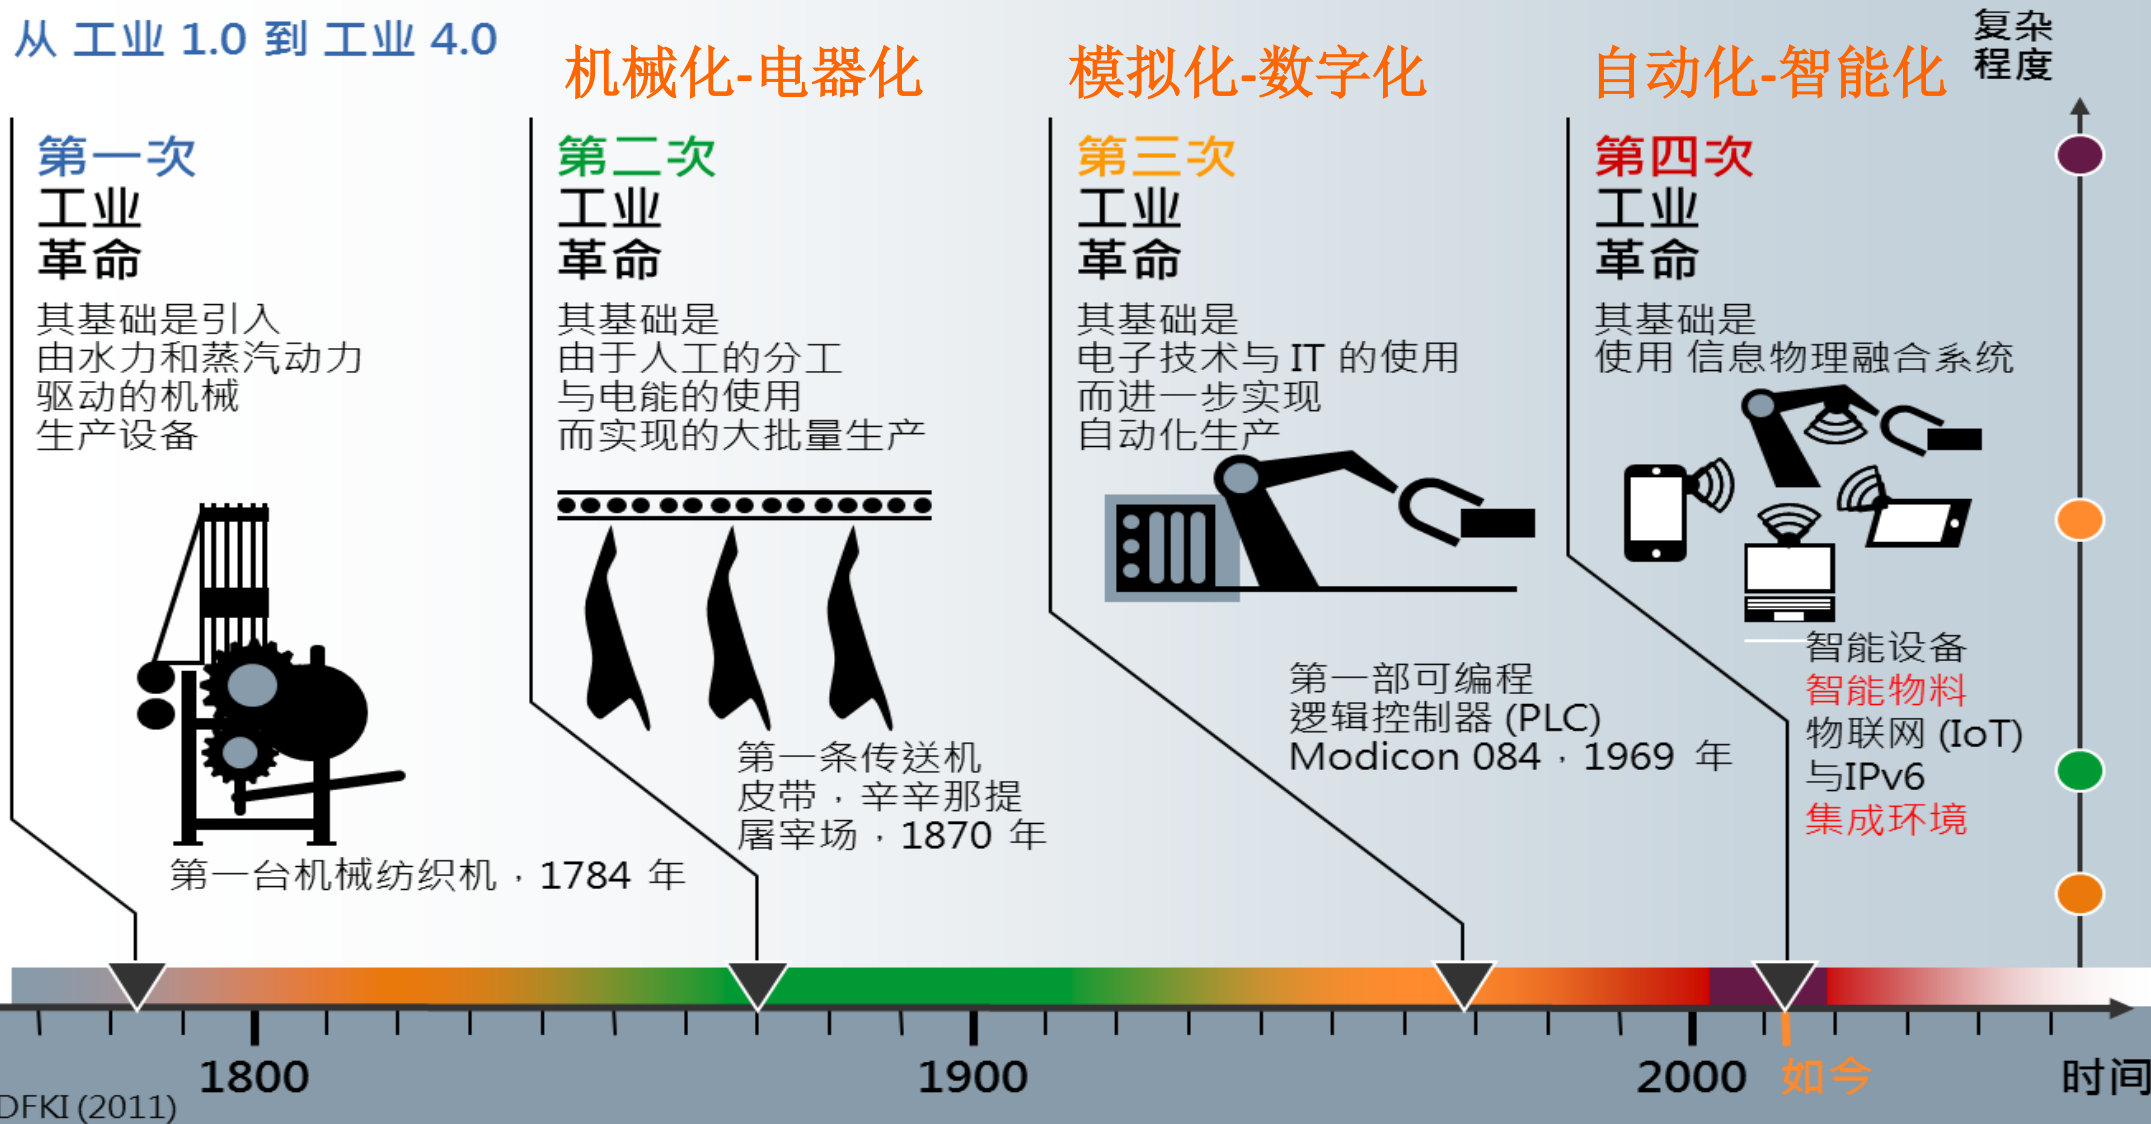 从 工业 1.0 到 工业 4.0
机械化-电器化
模拟化-数字化
自动化-智能化
复杂
程度
第一次
工业
革命
其基础是引入
由水力和蒸汽动力
驱动的机械
生产设备
第一台机械纺织机，1784 年
第二次
工业
革命
其基础是
由于人工的分工
与电能的使用
而实现的大批量生产
第一条传送机
皮带，辛辛那提
屠宰场，1870 年
第三次
工业
革命
其基础是
电子技术与 IT 的使用
而进一步实现
自动化生产
第一部可编程
逻辑控制器 (PLC)
Modicon 084，1969 年
第四次
工业
革命
其基础是
使用 信息物理融合系统
智能设备
智能物料
物联网 (IoT)
与IPv6
集成环境
1800
1900
2000
如今
时间
DFKI (2011)